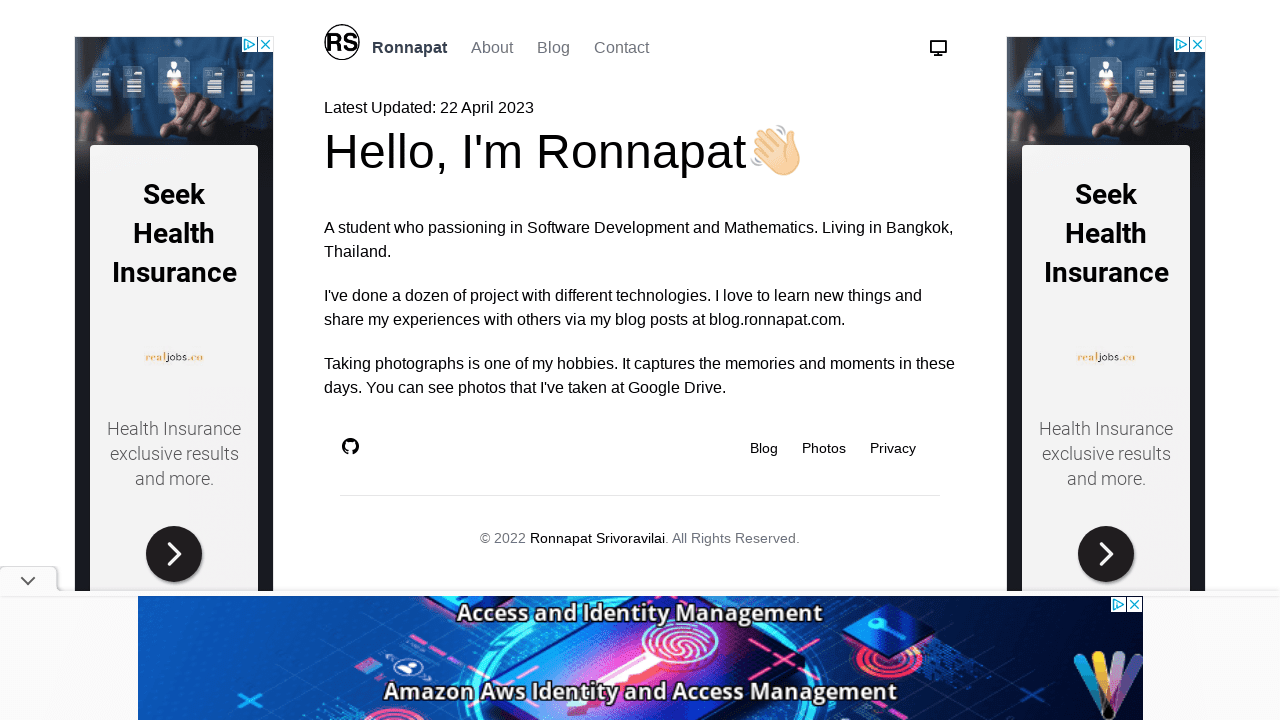 RS
Ronnapat
About
Blog
Contact
Latest Updated: 22 April 2023
Hello, I'm Ronnapat👋🏻
A student who passioning in Software Development and Mathematics. Living in Bangkok,
Thailand.
I've done a dozen of project with different technologies. I love to learn new things and
share my experiences with others via my blog posts at blog.ronnapat.com.
Taking photographs is one of my hobbies. It captures the memories and moments in these
days. You can see photos that I've taken at Google Drive.
Blog
Photos
Privacy
© 2022 Ronnapat Srivoravilai. All Rights Reserved.
Seek
Health
Insurance
realjobs.co
Health Insurance
exclusive results
and more.
Seek
Health
Insurance
realjobs.co
Health Insurance
exclusive results
and more.
Access and Identity Management
Amazon Aws Identity and Access Management